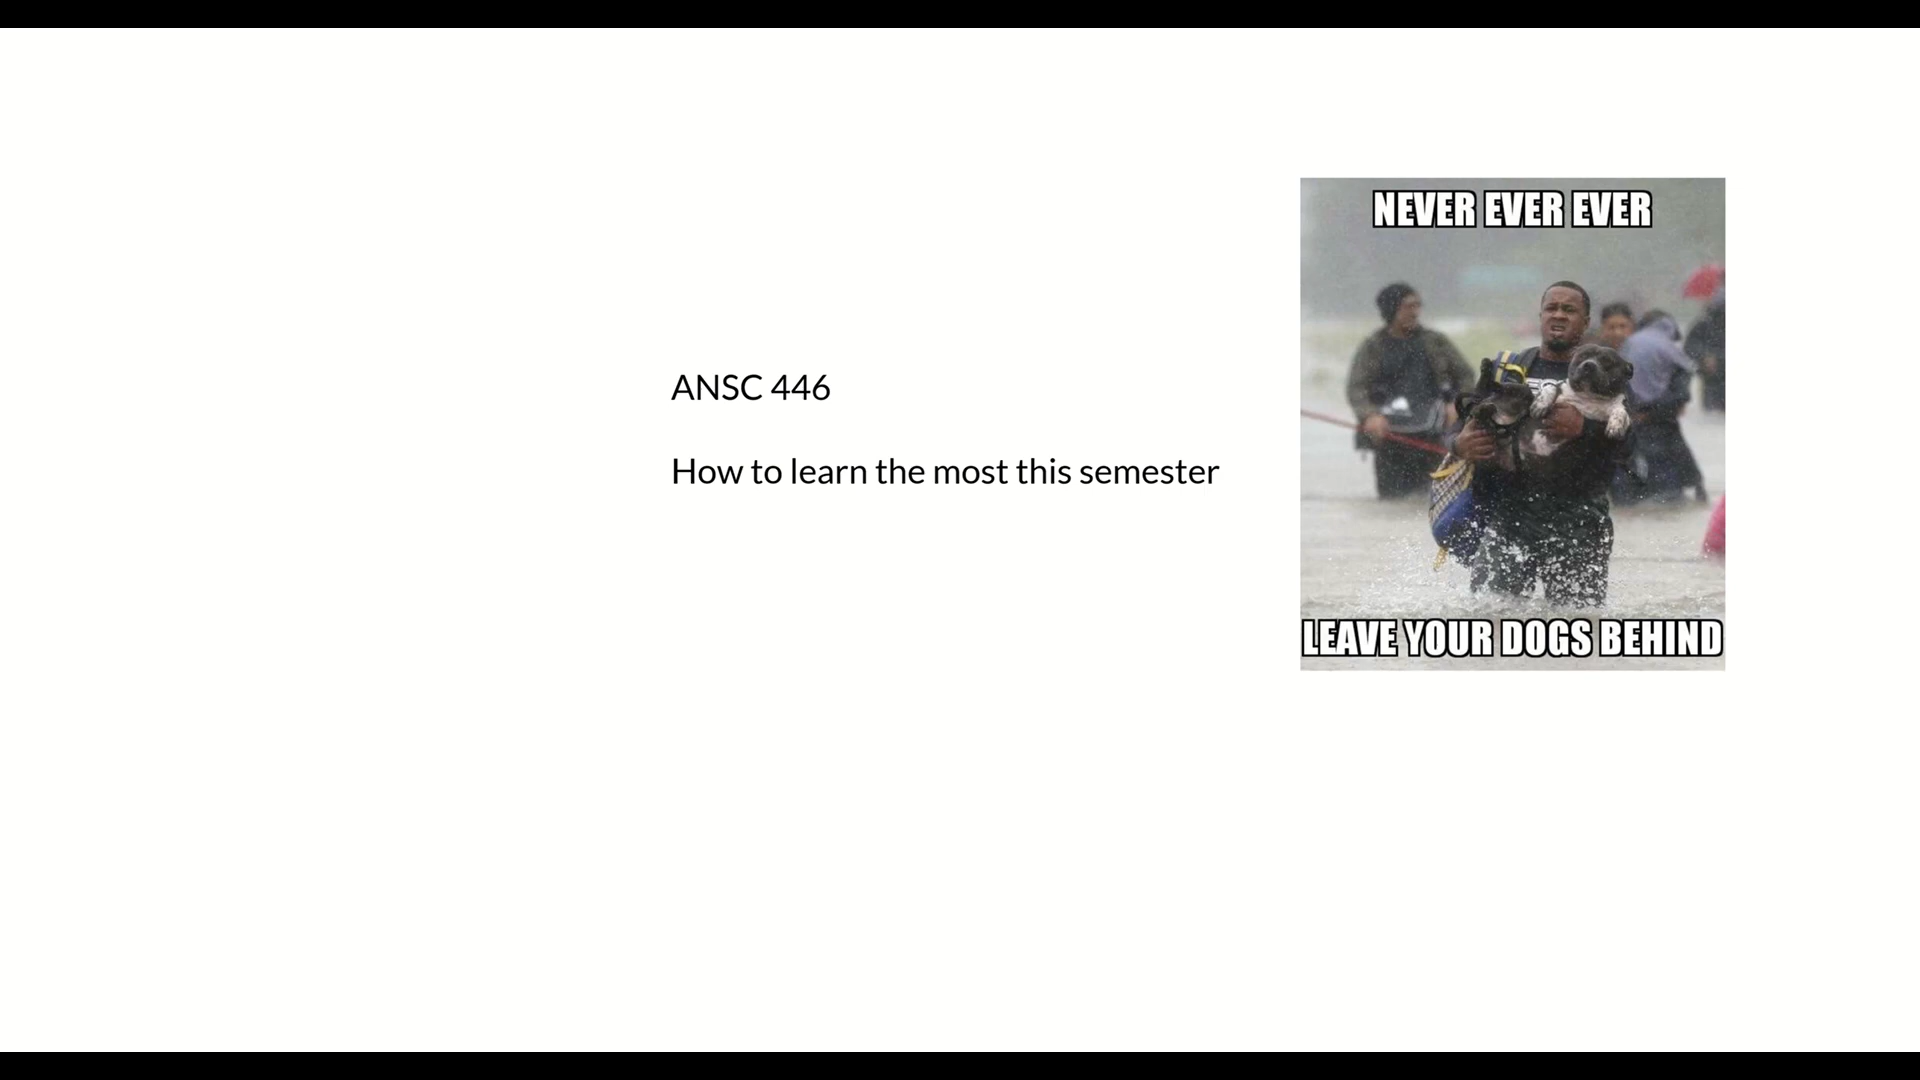 ANSC 446
How to learn the most this semester
NEVER EVER EVER
LEAVE YOUR DOGS BEHIND